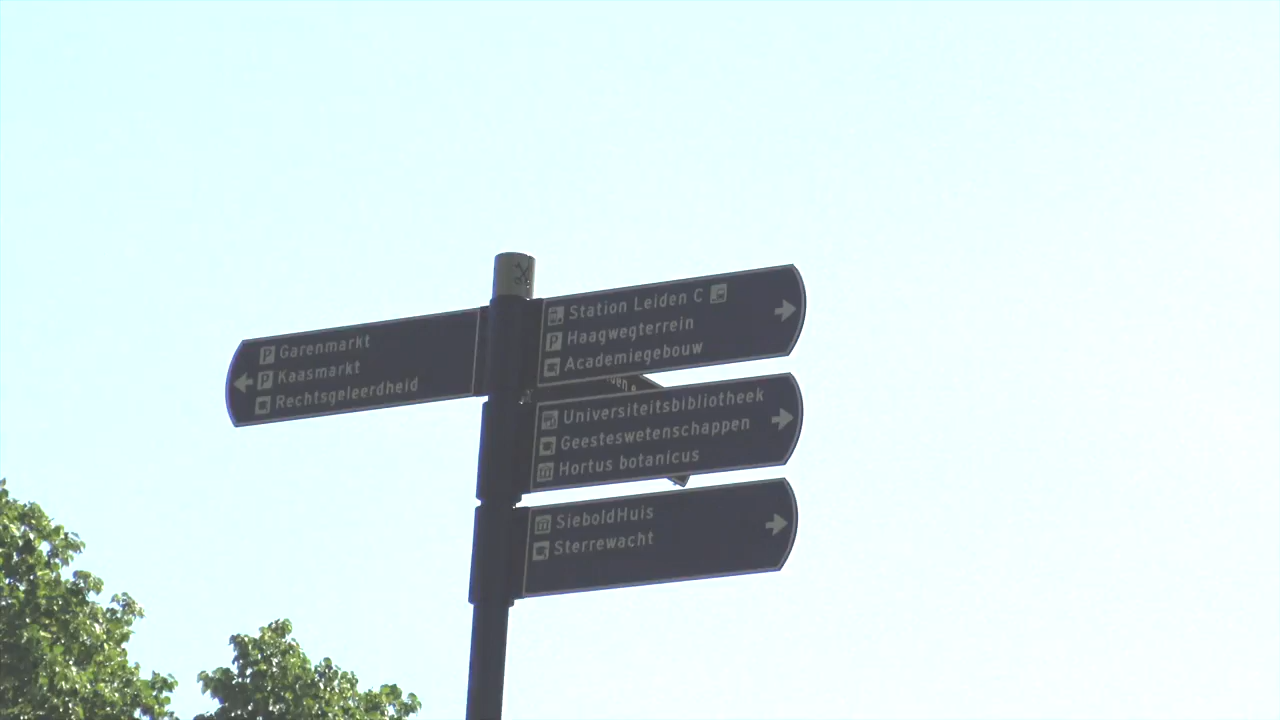 Garenmarkt
Kaasmarkt
Rechtsgeleerdheid
Station Leiden C
Haagwegterrein
Academiegebouw
Universiteitsbibliotheek
Geesteswetenschappen
Hortus botanicus
SieboldHuis
Sterrewacht